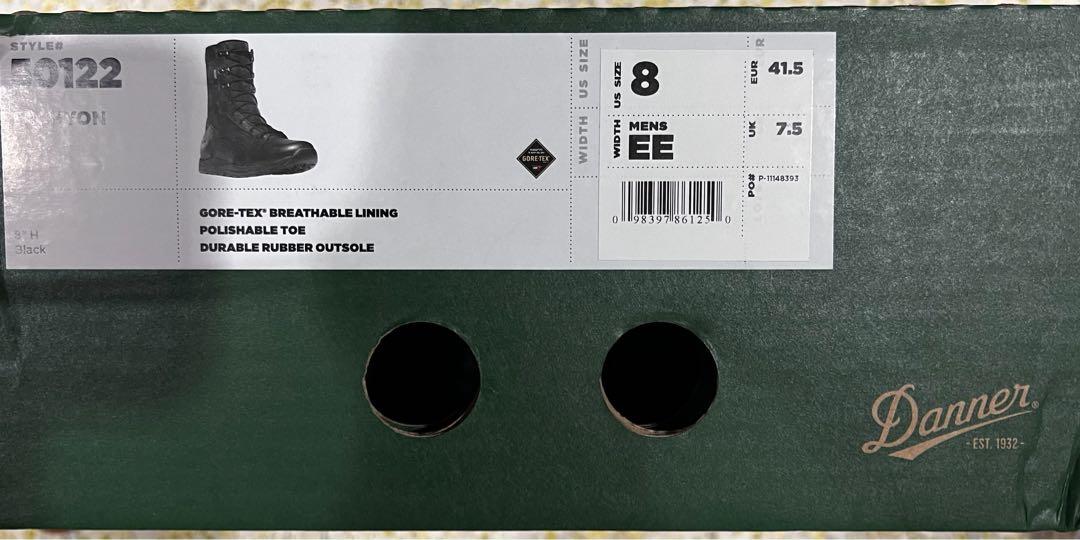 STYLE#
50122
GORE-TEX
GORE-TEX® BREATHABLE LINING
POLISHABLE TOE
DURABLE RUBBER OUTSOLE
8" H
Black
US SIZE
WIDTH
US SIZE
8
EUR
41.5
WIDTH
MENS
EE
UK
7.5
PO#
P-11148393
0 98397 86125 0
Danner®
- EST. 1932 -